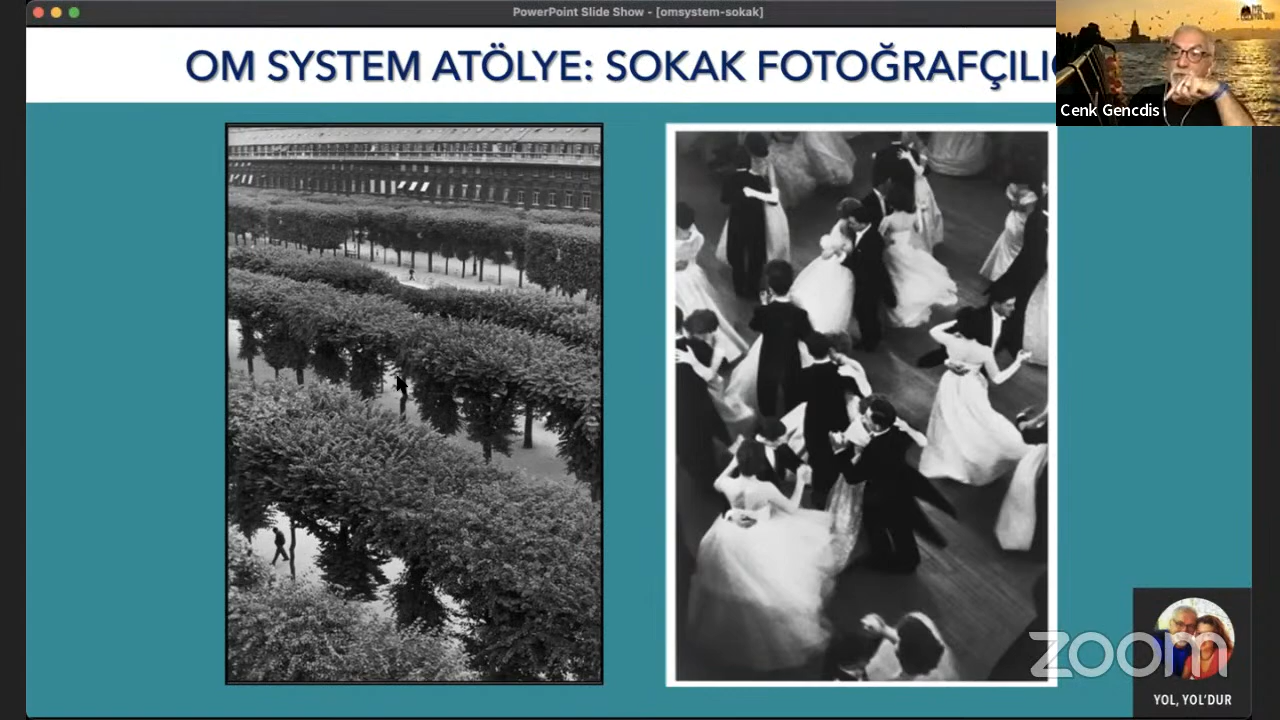 PowerPoint Slide Show - [omsystem-sokak]
OM SYSTEM ATÖLYE: SOKAK FOTOĞRAFÇILI
Cenk Gencdis
zoom
YOL, YOL'DUR